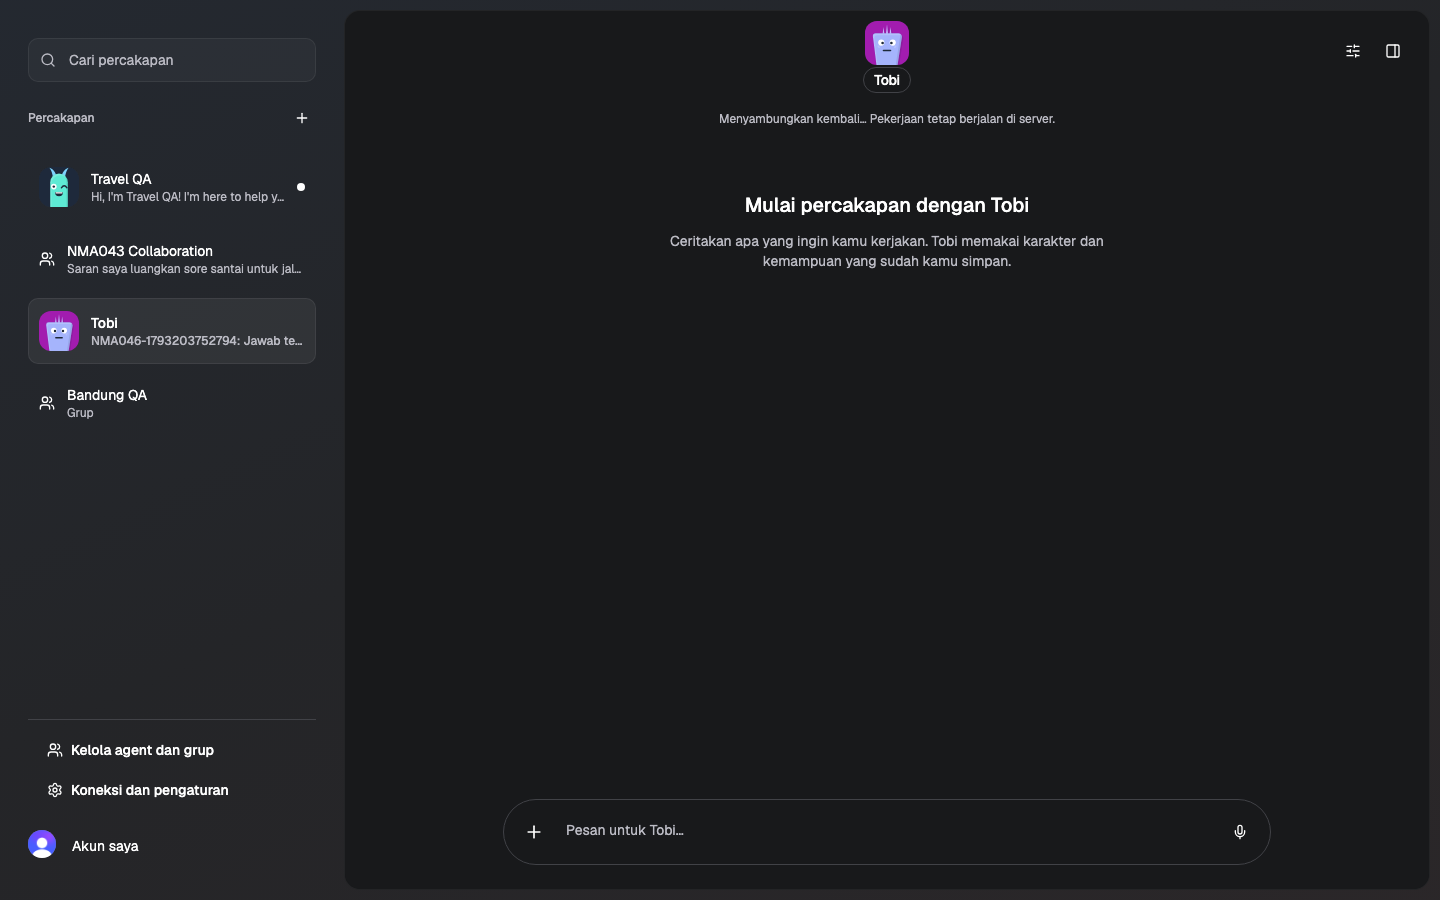 Cari percakapan
Percakapan
Travel QA
Hi, I'm Travel QA! I'm here to help y...
NMA043 Collaboration
Saran saya luangkan sore santai untuk jal...
Tobi
NMA046-1793203752794: Jawab te...
Bandung QA
Grup
Kelola agent dan grup
Koneksi dan pengaturan
Akun saya
Tobi
Menyambungkan kembali… Pekerjaan tetap berjalan di server.
Mulai percakapan dengan Tobi
Ceritakan apa yang ingin kamu kerjakan. Tobi memakai karakter dan
kemampuan yang sudah kamu simpan.
Pesan untuk Tobi…